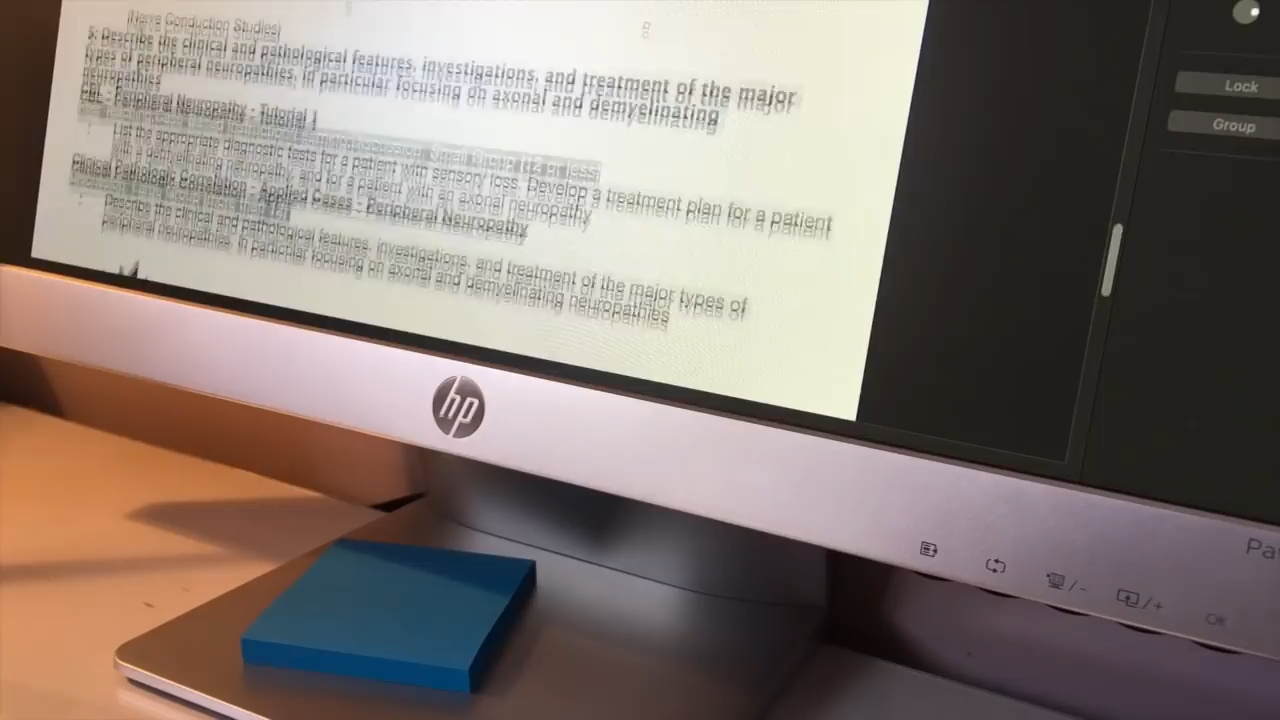 (Nerve Conduction Studies)
5: Describe the clinical and pathological features, investigations, and treatment of the major
types of peripheral neuropathies, in particular focusing on axonal and demyelinating
neuropathies
CBL - Peripheral Neuropathy - Tutorial 1
List the appropriate diagnostic tests for a patient with sensory loss. Develop a treatment plan for a patient
with a demyelinating neuropathy and for a patient with an axonal neuropathy
Clinical Pathologic Correlation - Applied Cases - Peripheral Neuropathy
Describe the clinical and pathological features, investigations, and treatment of the major types of
peripheral neuropathies, in particular focusing on axonal and demyelinating neuropathies
Lock
Group
hp
/-
/+
OK